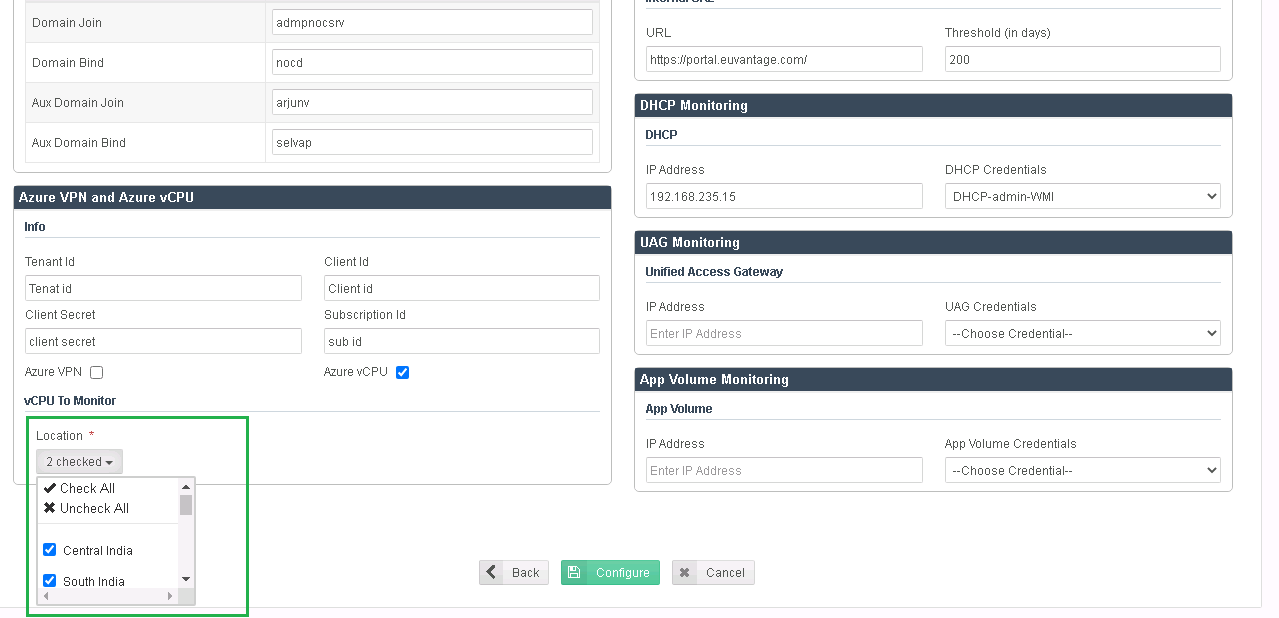 Domain Join
admpnocsrv
Domain Bind
nocd
Aux Domain Join
arjunv
Aux Domain Bind
selvap
Azure VPN and Azure vCPU
Info
Tenant Id
Client Id
Tenat id
Client id
Client Secret
Subscription Id
client secret
sub id
Azure VPN
Azure vCPU
vCPU To Monitor
Location *
2 checked
Check All
Uncheck All
Central India
South India
URL
Threshold (in days)
https://portal.euvantage.com/
200
DHCP Monitoring
DHCP
IP Address
DHCP Credentials
192.168.235.15
DHCP-admin-WMI
UAG Monitoring
Unified Access Gateway
IP Address
UAG Credentials
Enter IP Address
--Choose Credential--
App Volume Monitoring
App Volume
IP Address
App Volume Credentials
Enter IP Address
--Choose Credential--
Back
Configure
Cancel